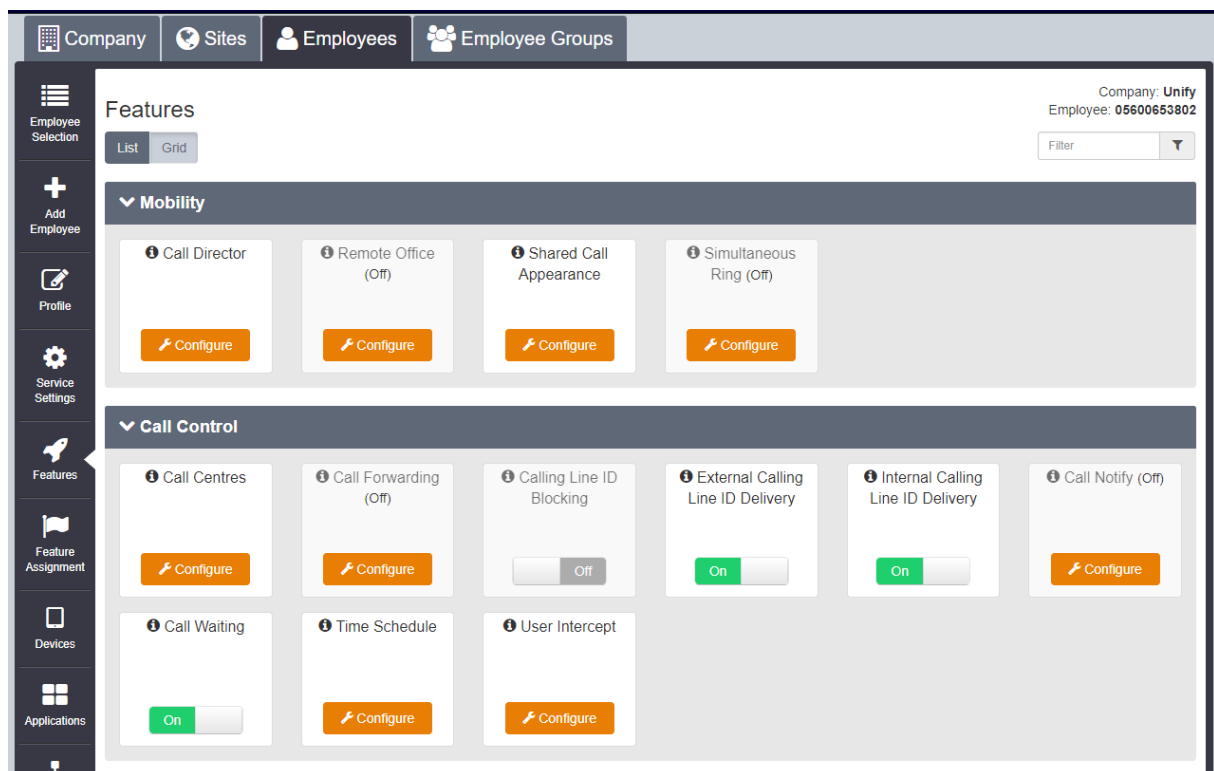 Company
Sites
Employees
Employee Groups
Employee
Selection
Add
Employee
Profile
Service
Settings
Features
Feature
Assignment
Devices
Applications
Features
Company: Unify
Employee: 05600653802
List
Grid
Filter
Mobility
Call Director
Configure
Remote Office
(Off)
Configure
Shared Call
Appearance
Configure
Simultaneous
Ring (Off)
Configure
Call Control
Call Centres
Configure
Call Forwarding
(Off)
Configure
Calling Line ID
Blocking
Off
External Calling
Line ID Delivery
On
Internal Calling
Line ID Delivery
On
Call Notify (Off)
Configure
Call Waiting
On
Time Schedule
Configure
User Intercept
Configure